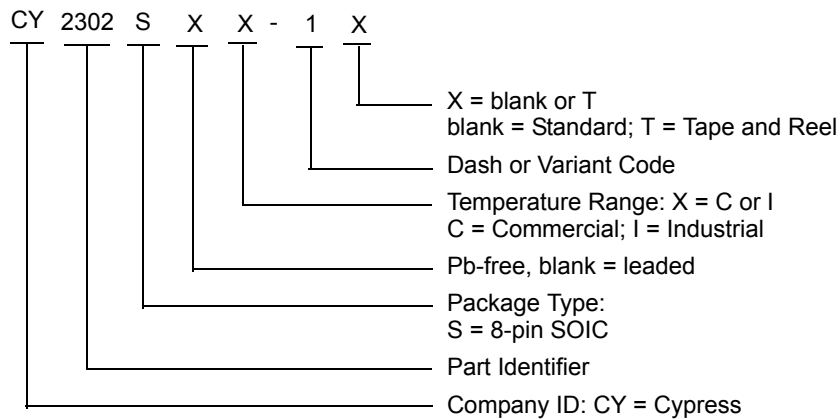 CY 2302 S X X - 1 X
X = blank or T
blank = Standard; T = Tape and Reel
Dash or Variant Code
Temperature Range: X = C or I
C = Commercial; I = Industrial
Pb-free, blank = leaded
Package Type:
S = 8-pin SOIC
Part Identifier
Company ID: CY = Cypress